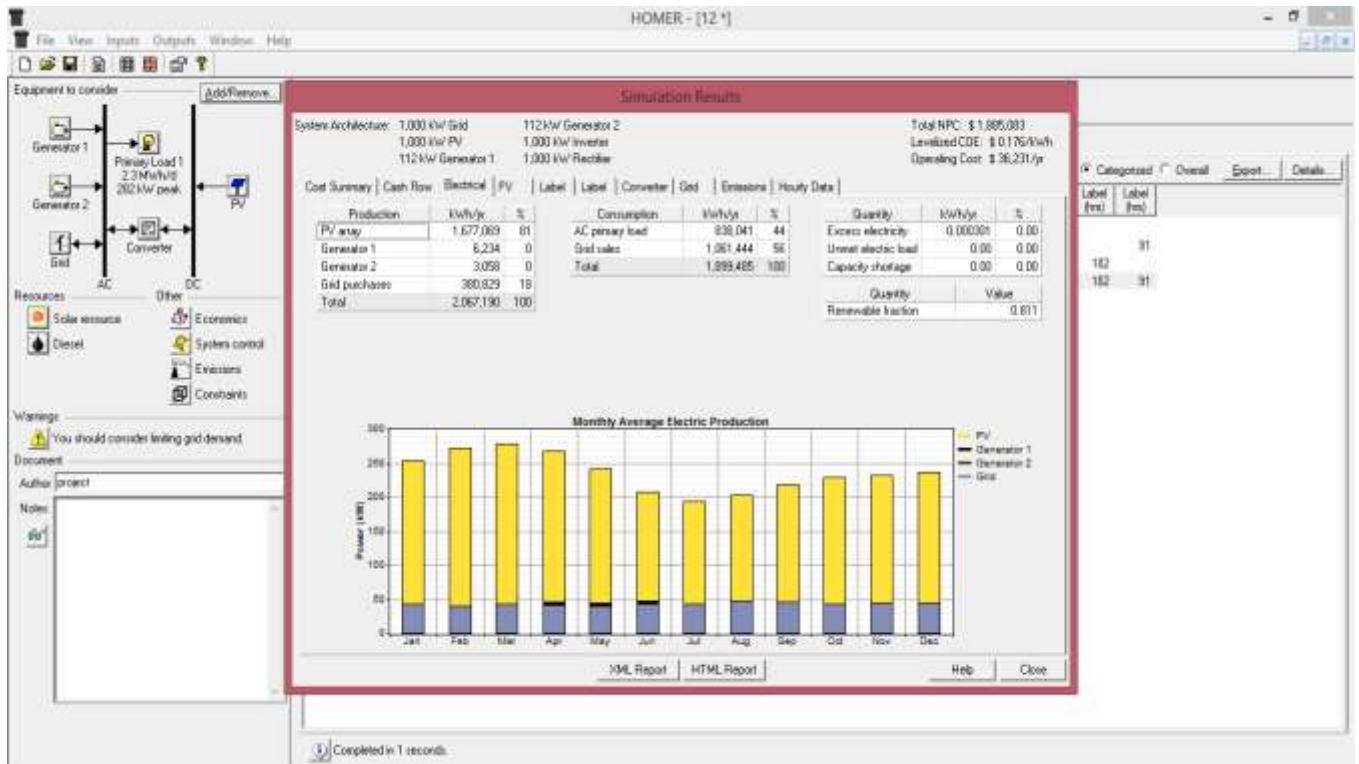 HOMER - [12 *]
File View Inputs Outputs Window Help
Equipment to consider Add/Remove...
Generator 1
Primary Load 1
2.3 MWh/d
202 kW peak
Generator 2
PV
Converter
Grid
AC DC
Resources Other
Solar resource Economics
Diesel System control
Emissions
Constraints
Warnings
You should consider limiting grid demand.
Document
Author project
Notes
Simulation Results
System Architecture: 1,000 kW Grid 112 kW Generator 2 Total NPC: $ 1,885,083
1,000 kW PV 1,000 kW Inverter Levelized COE: $ 0.176/kWh
112 kW Generator 1 1,000 kW Rectifier Operating Cost: $ 36,231/yr
Cost Summary Cash Flow Electrical PV Label Label Converter Grid Emissions Hourly Data
Production kWh/yr %
PV array 1,677,069 81
Generator 1 6,234 0
Generator 2 3,058 0
Grid purchases 380,829 18
Total 2,067,190 100
Consumption kWh/yr %
AC primary load 838,041 44
Grid sales 1,061,444 56
Total 1,899,485 100
Quantity kWh/yr %
Excess electricity 0.000301 0.00
Unmet electric load 0.00 0.00
Capacity shortage 0.00 0.00
Quantity Value
Renewable fraction 0.811
Monthly Average Electric Production
Power (kW)
300
250
200
150
100
50
0
Jan Feb Mar Apr May Jun Jul Aug Sep Oct Nov Dec
PV
Generator 1
Generator 2
Grid
XML Report HTML Report Help Close
Categorized Overall Export... Details...
Label Label
(hrs) (hrs)
91
182
182 91
Completed in 1 seconds.